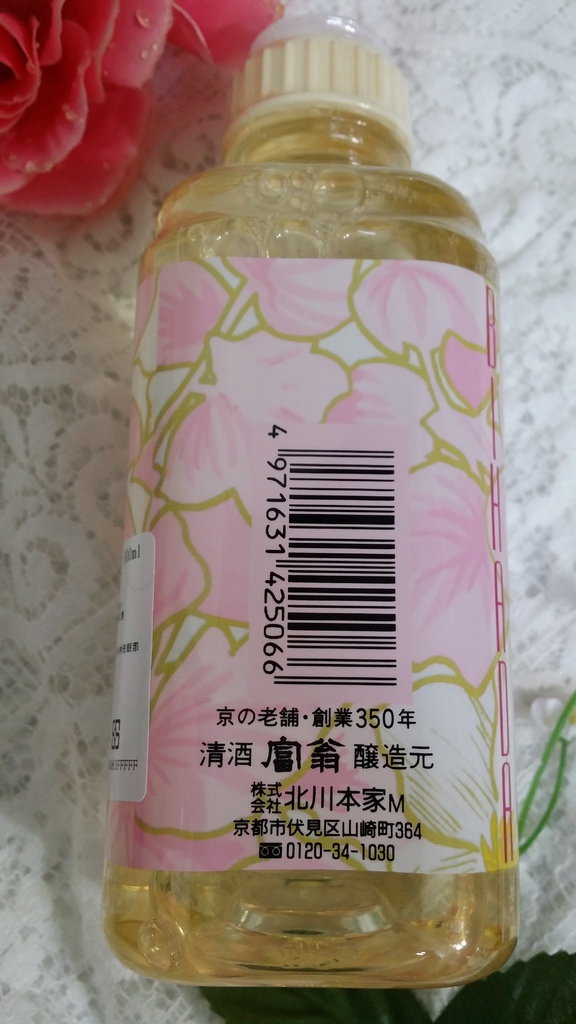 BIHADA
4 971631 425066
京の老舗・創業350年
清酒 富翁 醸造元
株式会社 北川本家M
京都市伏見区山崎町364
0120-34-1030